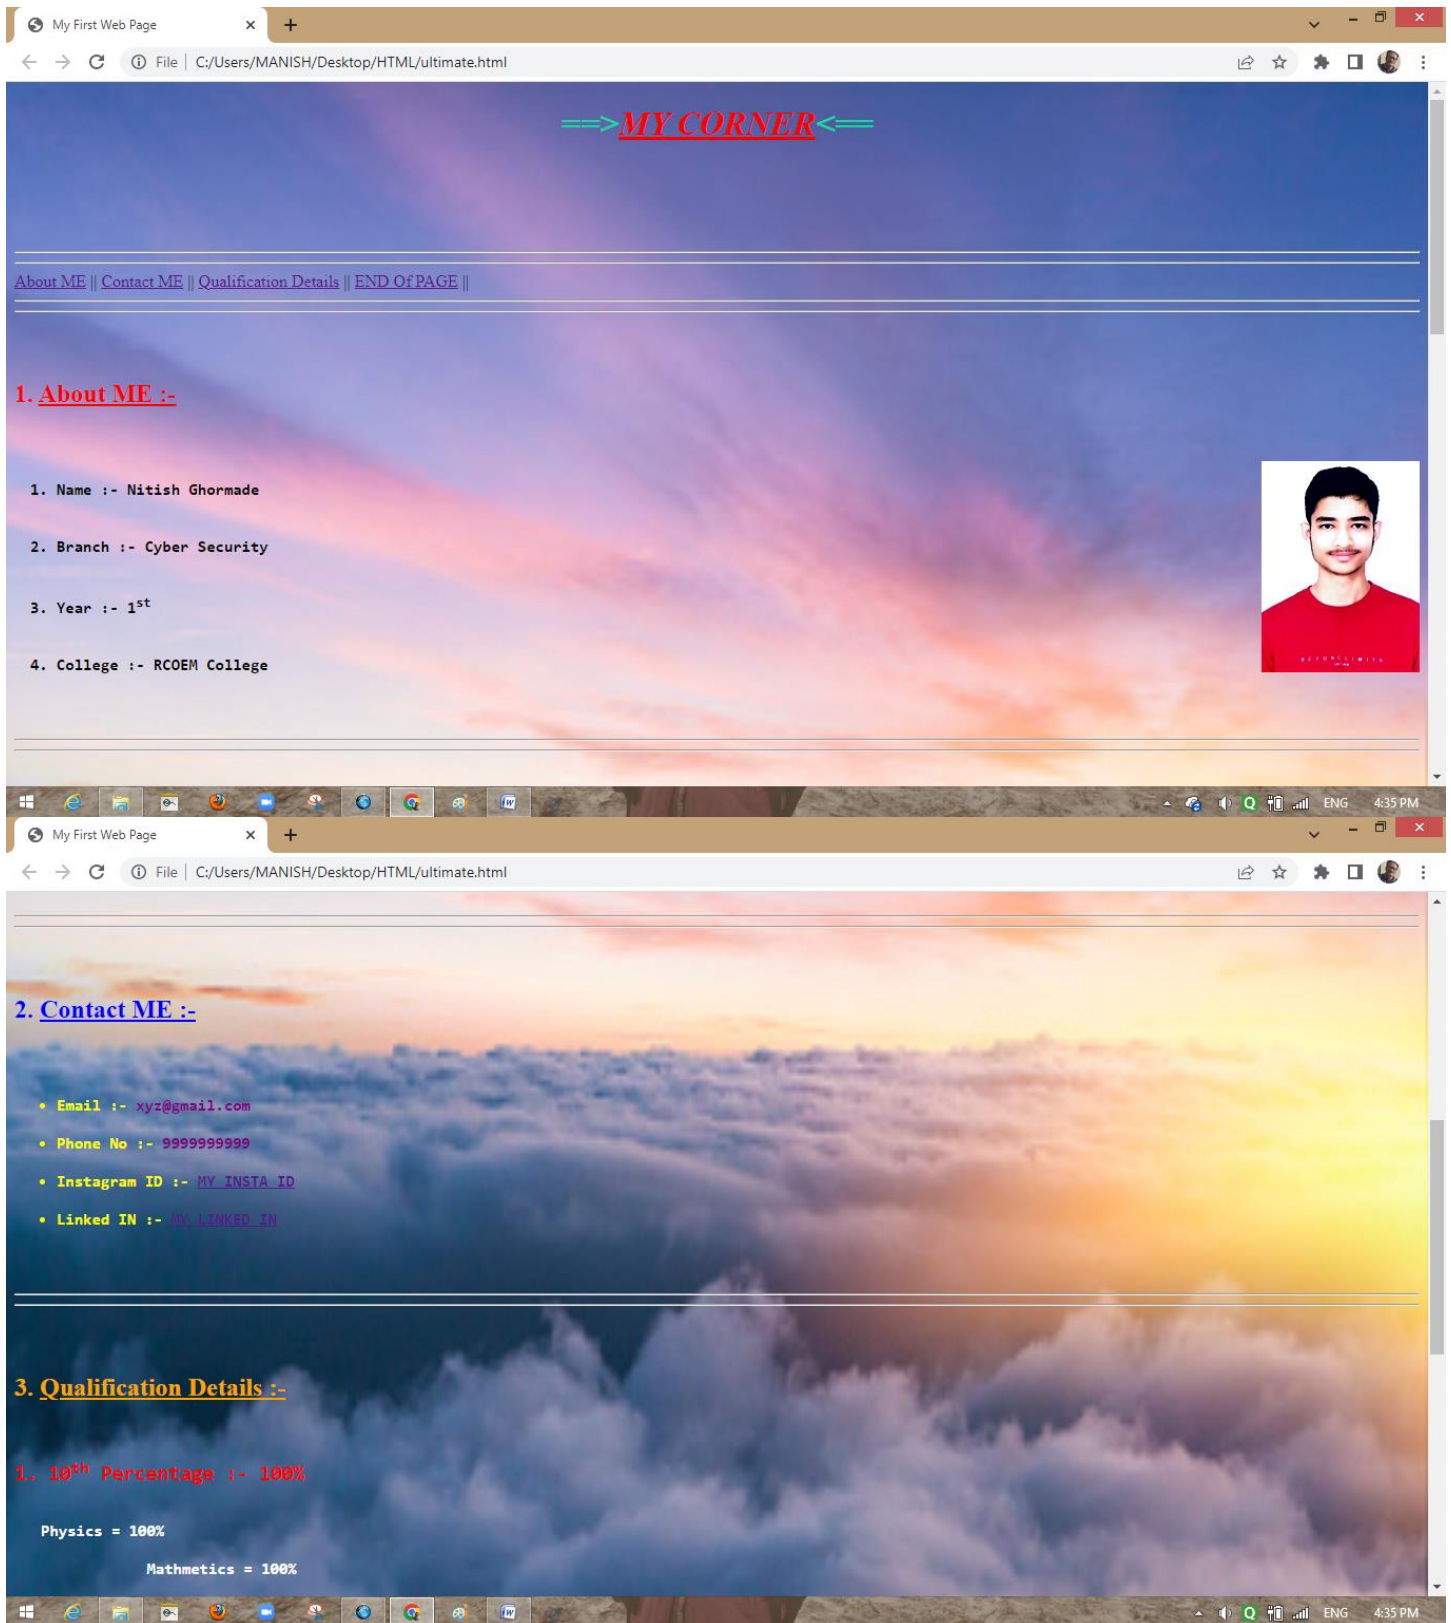 My First Web Page
File | C:/Users/MANISH/Desktop/HTML/ultimate.html
==>MY CORNER<==
About ME || Contact ME || Qualification Details || END Of PAGE ||
1. About ME :-
1. Name :- Nitish Ghormade
2. Branch :- Cyber Security
3. Year :- 1st
4. College :- RCOEM College
ENG 4:35 PM
My First Web Page
File | C:/Users/MANISH/Desktop/HTML/ultimate.html
2. Contact ME :-
• Email :- xyz@gmail.com
• Phone No :- 9999999999
• Instagram ID :- MY INSTA ID
• Linked IN :- MY LINKED IN
3. Qualification Details :-
1. 10th Percentage :- 100%
Physics = 100%
Mathmetics = 100%
ENG 4:35 PM